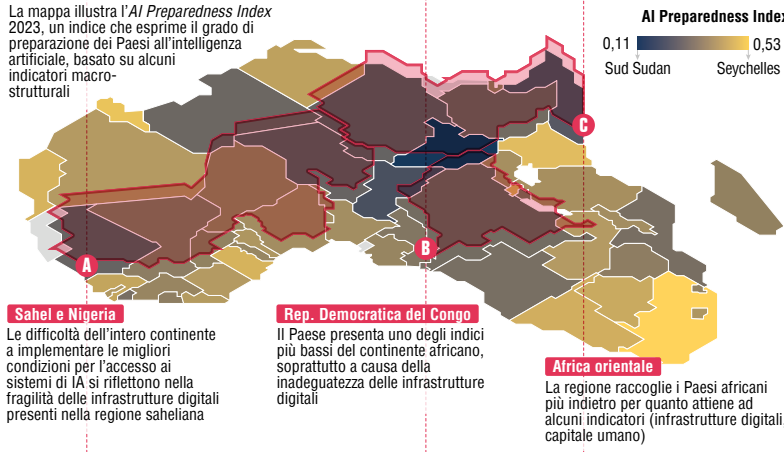 La mappa illustra l'AI Preparedness Index
2023, un indice che esprime il grado di
preparazione dei Paesi all'intelligenza
artificiale, basato su alcuni
indicatori macro-
strutturali
AI Preparedness Index
0,11
0,53
Sud Sudan
Seychelles
C
A
B
Sahel e Nigeria
Le difficoltà dell'intero continente
a implementare le migliori
condizioni per l'accesso ai
sistemi di IA si riflettono nella
fragilità delle infrastrutture digitali
presenti nella regione saheliana
Rep. Democratica del Congo
Il Paese presenta uno degli indici
più bassi del continente africano,
soprattutto a causa della
inadeguatezza delle infrastrutture
digitali
Africa orientale
La regione raccoglie i Paesi africani
più indietro per quanto attiene ad
alcuni indicatori (infrastrutture digitali
capitale umano)